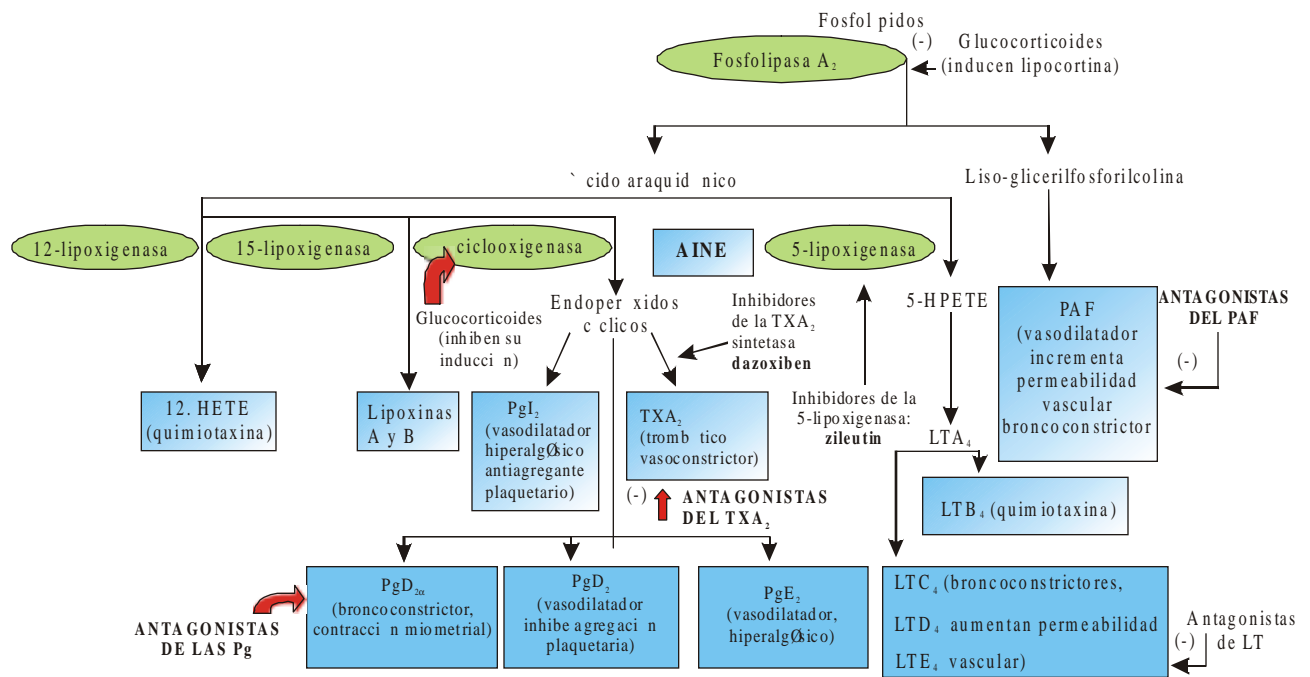 Fosfol pidos
Fosfolipasa A₂
(-)
Glucocorticoides
(inducen lipocortina)
` cido araquid nico
Liso-glicerilfosforilcolina
12-lipoxigenasa
15-lipoxigenasa
ciclooxigenasa
AINE
5-lipoxigenasa
Glucocorticoides
(inhiben su
inducci n)
Endoper xidos
c clicos
Inhibidores
de la TXA₂
sintetasa
dazoxiben
5-HPETE
PAF
(vasodilatador
incrementa
permeabilidad
vascular
broncoconstrictor)
ANTAGONISTAS
DEL PAF
(-)
12. HETE
(quimiotaxina)
Lipoxinas
A y B
PgI₂
(vasodilatador
hiperalgØsico
antiagregante
plaquetario)
TXA₂
(tromb tico
vasoconstrictor)
Inhibidores de la
5-lipoxigenasa:
zileutin
LTA₄
(-)
ANTAGONISTAS
DEL TXA₂
LTB₄ (quimiotaxina)
ANTAGONISTAS
DE LAS Pg
PgD₂α
(broncoconstrictor,
contracci n miometrial)
PgD₂
(vasodilatador
inhibe agregaci n
plaquetaria)
PgE₂
(vasodilatador,
hiperalgØsico)
LTC₄ (broncoconstrictores,
LTD₄ aumentan permeabilidad
LTE₄ vascular)
(-)
Antagonistas
de LT